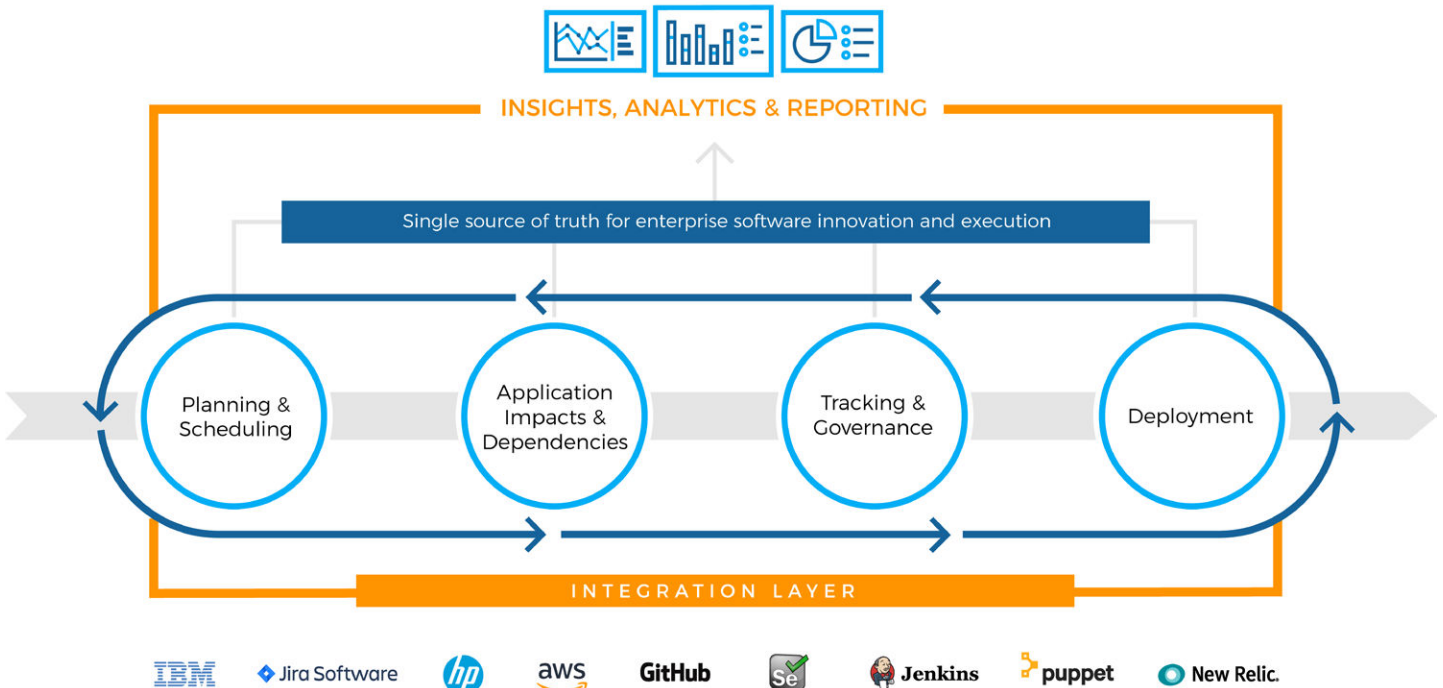 INSIGHTS, ANALYTICS & REPORTING
Single source of truth for enterprise software innovation and execution
Planning &
Scheduling
Application
Impacts &
Dependencies
Tracking &
Governance
Deployment
INTEGRATION LAYER
IBM
Jira Software
hp
aws
GitHub
Se
Jenkins
puppet
New Relic.